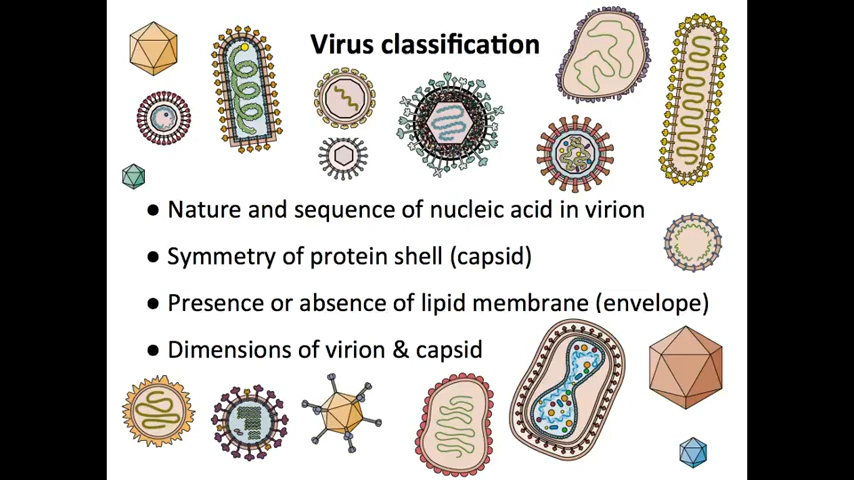 Virus classification
● Nature and sequence of nucleic acid in virion
● Symmetry of protein shell (capsid)
● Presence or absence of lipid membrane (envelope)
● Dimensions of virion & capsid